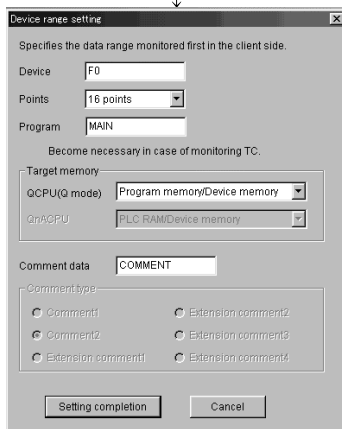 Device range setting
Specifies the data range monitored first in the client side.
Device F0
Points 16 points
Program MAIN
Become necessary in case of monitoring TC.
Target memory
QCPU(Q mode) Program memory/Device memory
QnACPU PLC RAM/Device memory
Comment data COMMENT
Comment type
Comment1 Extension comment2
Comment2 Extension comment3
Extension comment1 Extension comment4
Setting completion Cancel